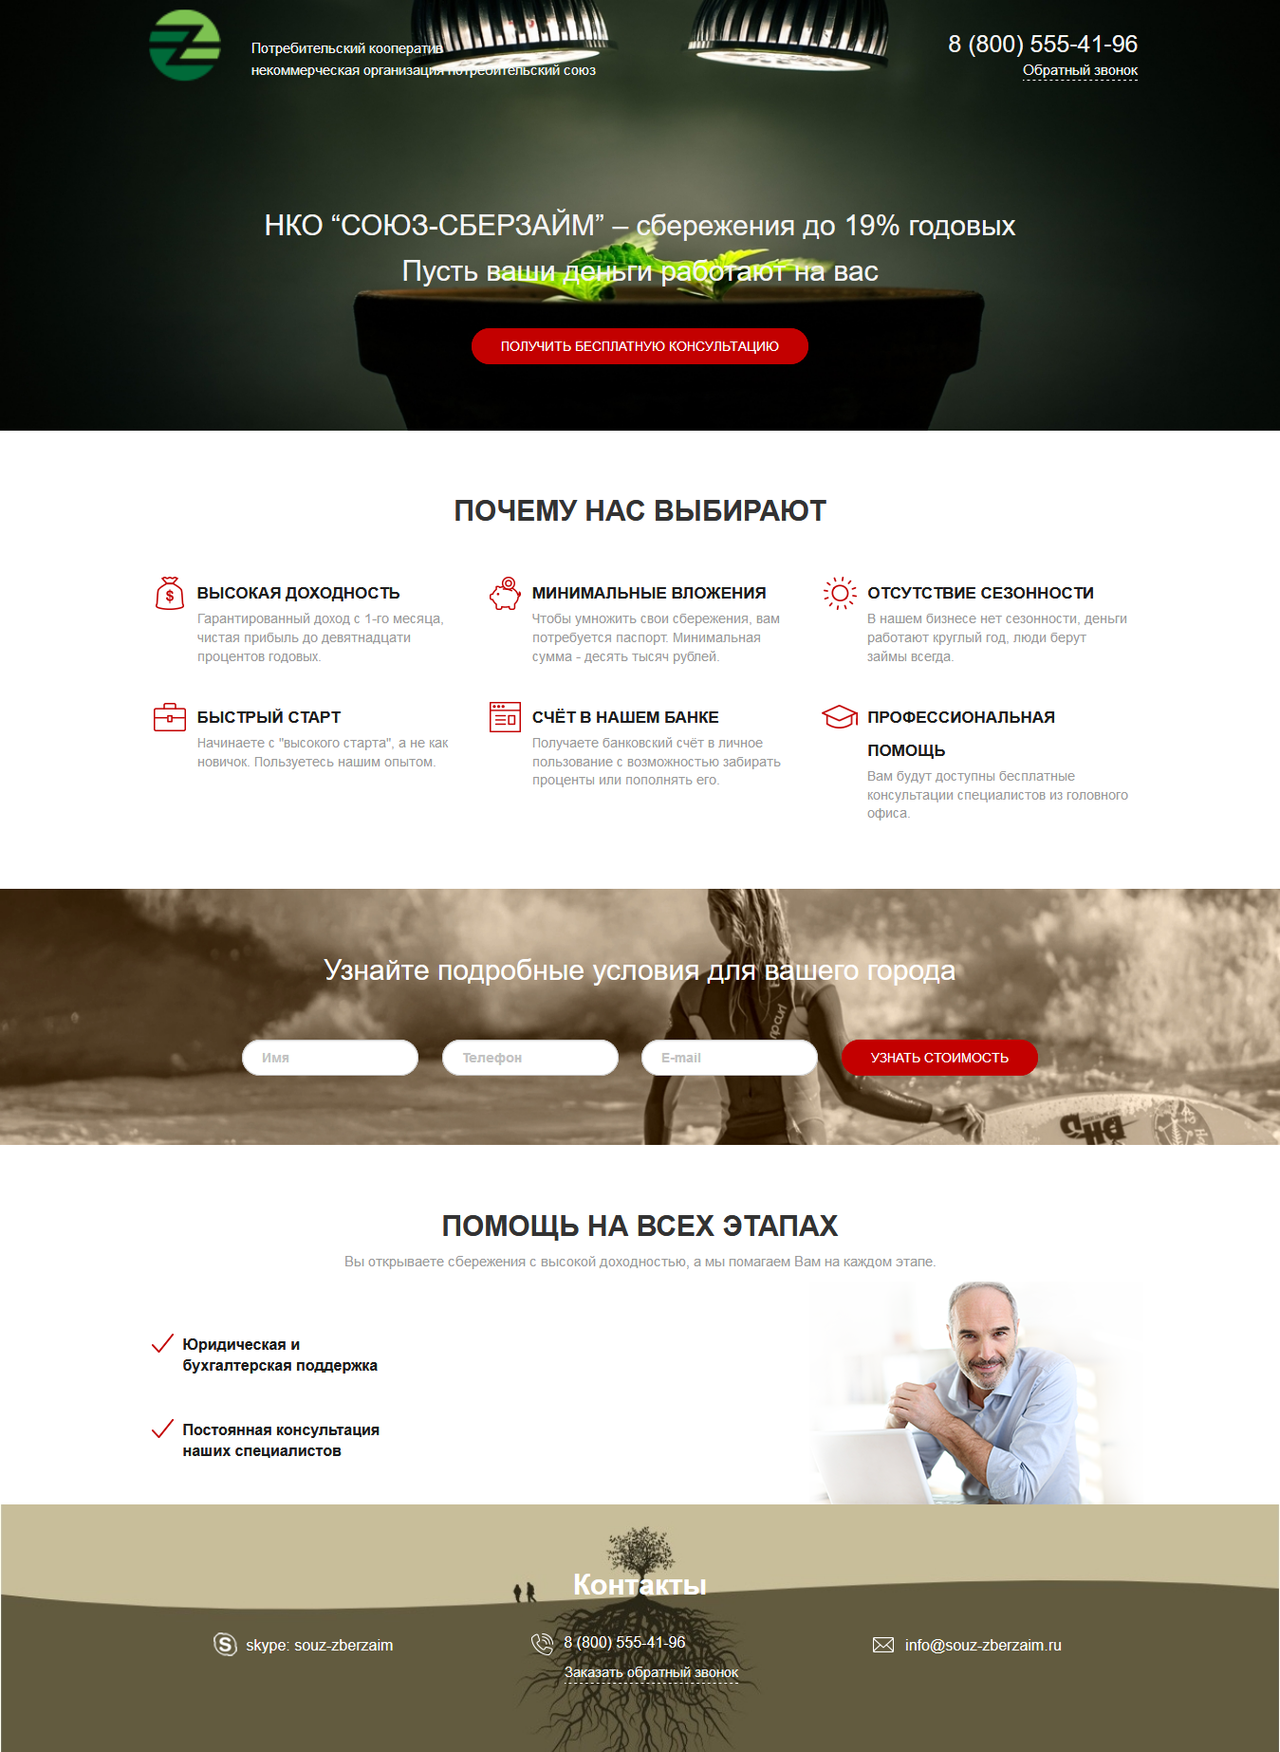 Потребительский кооператив
некоммерческая организация потребительский союз
8 (800) 555-41-96
Обратный звонок
НКО “СОЮЗ-СБЕРЗАЙМ” – сбережения до 19% годовых
Пусть ваши деньги работают на вас
ПОЛУЧИТЬ БЕСПЛАТНУЮ КОНСУЛЬТАЦИЮ
ПОЧЕМУ НАС ВЫБИРАЮТ
ВЫСОКАЯ ДОХОДНОСТЬ
Гарантированный доход с 1-го месяца,
чистая прибыль до девятнадцати
процентов годовых.
МИНИМАЛЬНЫЕ ВЛОЖЕНИЯ
Чтобы умножить свои сбережения, вам
потребуется паспорт. Минимальная
сумма - десять тысяч рублей.
ОТСУТСТВИЕ СЕЗОННОСТИ
В нашем бизнесе нет сезонности, деньги
работают круглый год, люди берут
займы всегда.
БЫСТРЫЙ СТАРТ
Начинаете с "высокого старта", а не как
новичок. Пользуетесь нашим опытом.
СЧЁТ В НАШЕМ БАНКЕ
Получаете банковский счёт в личное
пользование с возможностью забирать
проценты или пополнять его.
ПРОФЕССИОНАЛЬНАЯ
ПОМОЩЬ
Вам будут доступны бесплатные
консультации специалистов из головного
офиса.
Узнайте подробные условия для вашего города
Имя
Телефон
E-mail
УЗНАТЬ СТОИМОСТЬ
ПОМОЩЬ НА ВСЕХ ЭТАПАХ
Вы открываете сбережения с высокой доходностью, а мы помагаем Вам на каждом этапе.
Юридическая и
бухгалтерская поддержка
Постоянная консультация
наших специалистов
Контакты
skype: souz-zberzaim
8 (800) 555-41-96
Заказать обратный звонок
info@souz-zberzaim.ru